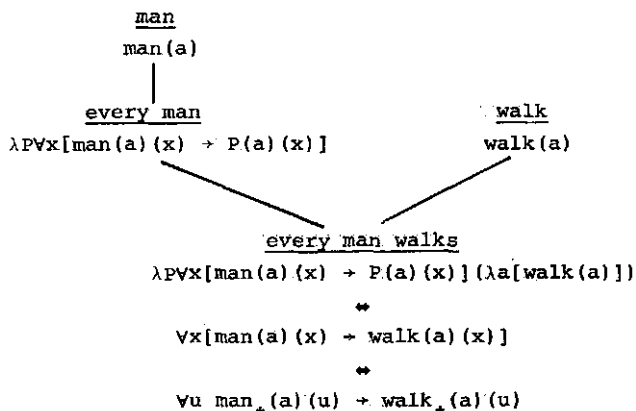 man
man(a)
every man
walk
λP∀x[man(a)(x) → P(a)(x)]
walk(a)
every man walks
λP∀x[man(a)(x) → P(a)(x)](λa[walk(a)])
⇔
∀x[man(a)(x) → walk(a)(x)]
⇔
∀u man₊(a)(u) → walk₊(a)(u)